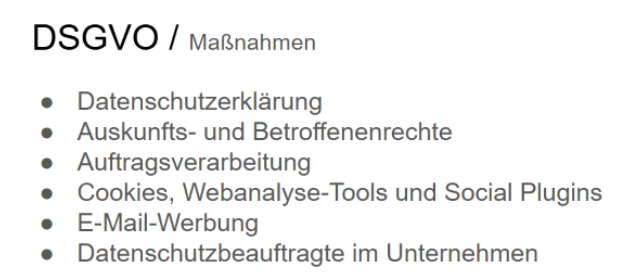 DSGVO / Maßnahmen
● Datenschutzerklärung
● Auskunfts- und Betroffenenrechte
● Auftragsverarbeitung
● Cookies, Webanalyse-Tools und Social Plugins
● E-Mail-Werbung
● Datenschutzbeauftragte im Unternehmen